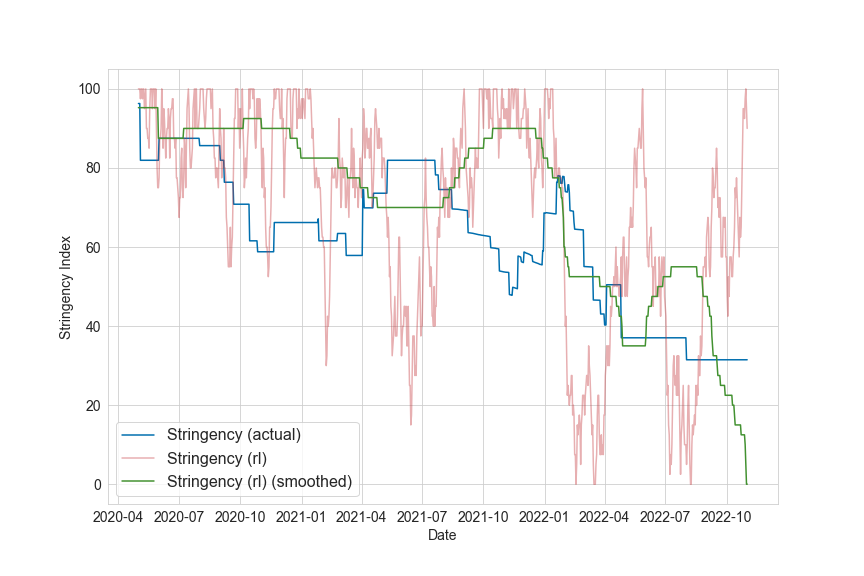 100
80
60
40
20
0
Stringency Index
Stringency (actual)
Stringency (rl)
Stringency (rl) (smoothed)
2020-04 2020-07 2020-10 2021-01 2021-04 2021-07 2021-10 2022-01 2022-04 2022-07 2022-10
Date